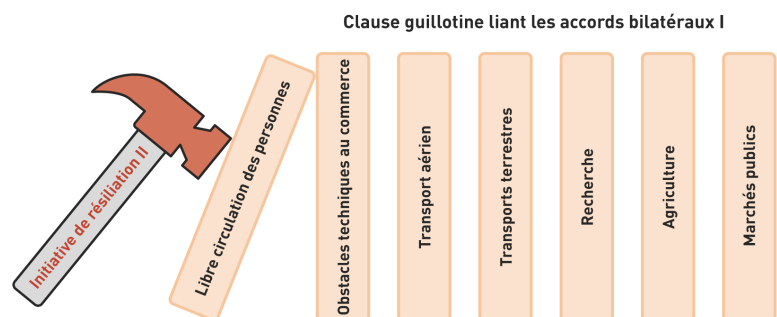 Clause guillotine liant les accords bilatéraux I
Initiative de résiliation II
Libre circulation des personnes
Obstacles techniques au commerce
Transport aérien
Transports terrestres
Recherche
Agriculture
Marchés publics